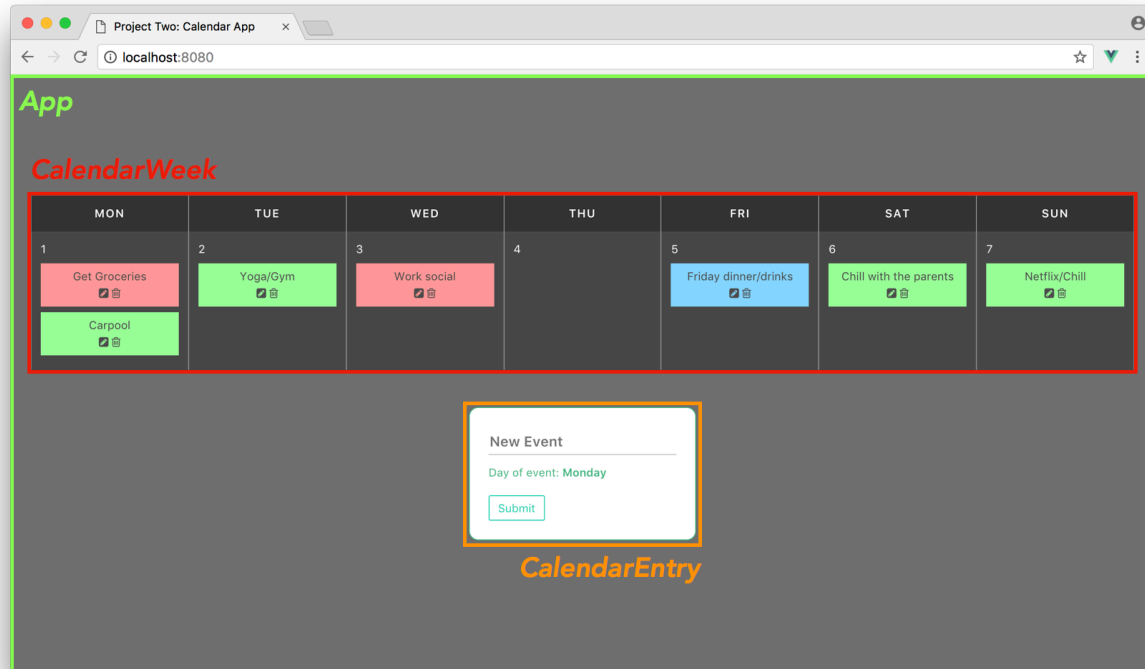 Project Two: Calendar App
localhost:8080
App
CalendarWeek
MON TUE WED THU FRI SAT SUN
1 2 3 4 5 6 7
Get Groceries Yoga/Gym Work social Friday dinner/drinks Chill with the parents Netflix/Chill
Carpool
New Event
Day of event: Monday
Submit
CalendarEntry